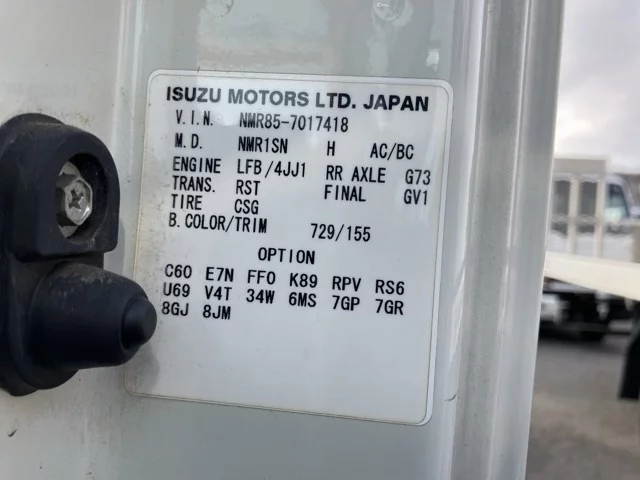 ISUZU MOTORS LTD. JAPAN
V.I.N. NMR85-7017418
M.D. NMR1SN H AC/BC
ENGINE LFB/4JJ1 RR AXLE G73
TRANS. RST FINAL GV1
TIRE CSG
B.COLOR/TRIM 729/155
OPTION
C60 E7N FF0 K89 RPV RS6
U69 V4T 34W 6MS 7GP 7GR
8GJ 8JM